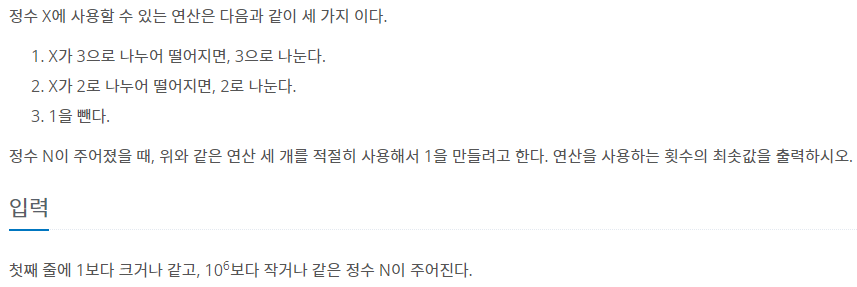 정수 X에 사용할 수 있는 연산은 다음과 같이 세 가지 이다.
1. X가 3으로 나누어 떨어지면, 3으로 나눈다.
2. X가 2로 나누어 떨어지면, 2로 나눈다.
3. 1을 뺀다.
정수 N이 주어졌을 때, 위와 같은 연산 세 개를 적절히 사용해서 1을 만들려고 한다. 연산을 사용하는 횟수의 최솟값을 출력하시오.
입력
첫째 줄에 1보다 크거나 같고, 10⁶보다 작거나 같은 정수 N이 주어진다.